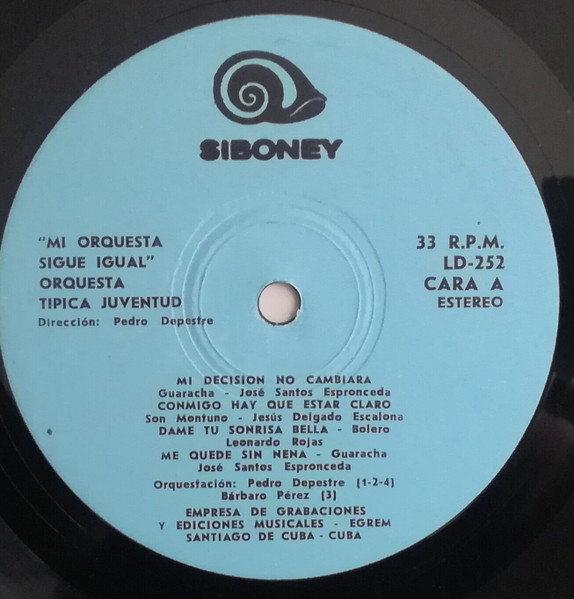 SIBONEY
"MI ORQUESTA
SIGUE IGUAL"
ORQUESTA
TIPICA JUVENTUD
Dirección: Pedro Depestre
33 R.P.M.
LD-252
CARA A
ESTEREO
MI DECISION NO CAMBIARA
Guaracha - José Santos Espronceda
CONMIGO HAY QUE ESTAR CLARO
Son Montuno - Jesús Delgado Escalona
DAME TU SONRISA BELLA - Bolero
Leonardo Rojas
ME QUEDE SIN NENA - Guaracha
José Santos Espronceda
Orquestación: Pedro Depestre [1-2-4]
Bárbaro Pérez [3]
EMPRESA DE GRABACIONES
Y EDICIONES MUSICALES - EGREM
SANTIAGO DE CUBA - CUBA